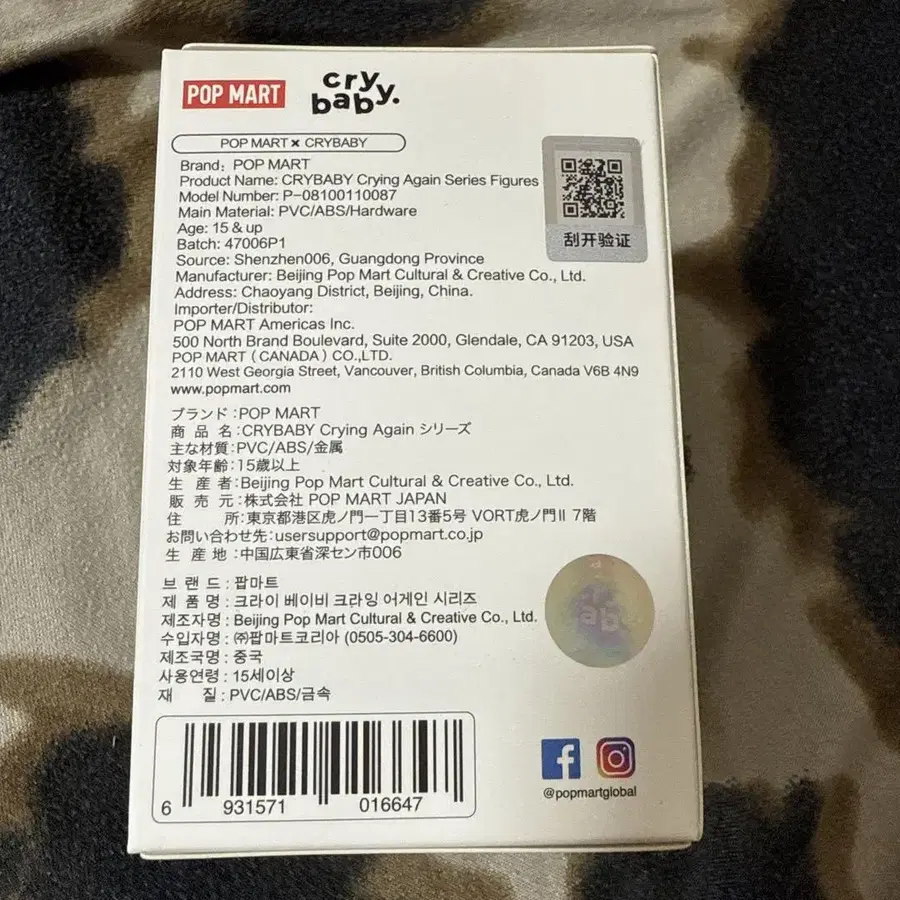 POP MART
cry
baby.
POP MART × CRYBABY
Brand: POP MART
Product Name: CRYBABY Crying Again Series Figures
Model Number: P-08100110087
Main Material: PVC/ABS/Hardware
Age: 15 & up
Batch: 47006P1
Source: Shenzhen006, Guangdong Province
Manufacturer: Beijing Pop Mart Cultural & Creative Co., Ltd.
Address: Chaoyang District, Beijing, China.
Importer/Distributor:
POP MART Americas Inc.
500 North Brand Boulevard, Suite 2000, Glendale, CA 91203, USA
POP MART (CANADA) CO.,LTD.
2110 West Georgia Street, Vancouver, British Columbia, Canada V6B 4N9
www.popmart.com
刮开验证
ブランド:POP MART
商品名:CRYBABY Crying Again シリーズ
主な材質:PVC/ABS/金属
対象年齢:15歳以上
生産者:Beijing Pop Mart Cultural & Creative Co., Ltd.
販売元:株式会社 POP MART JAPAN
住所:東京都港区虎ノ門一丁目13番5号 VORT虎ノ門II 7階
お問い合わせ先:usersupport@popmart.co.jp
生産地:中国広東省深セン市006
브랜드:팝마트
제품명:크라이 베이비 크라잉 어게인 시리즈
제조자명:Beijing Pop Mart Cultural & Creative Co., Ltd.
수입자명:㈜팝마트코리아 (0505-304-6600)
제조국명:중국
사용연령:15세이상
재질:PVC/ABS/금속
6 931571 016647
@popmartglobal